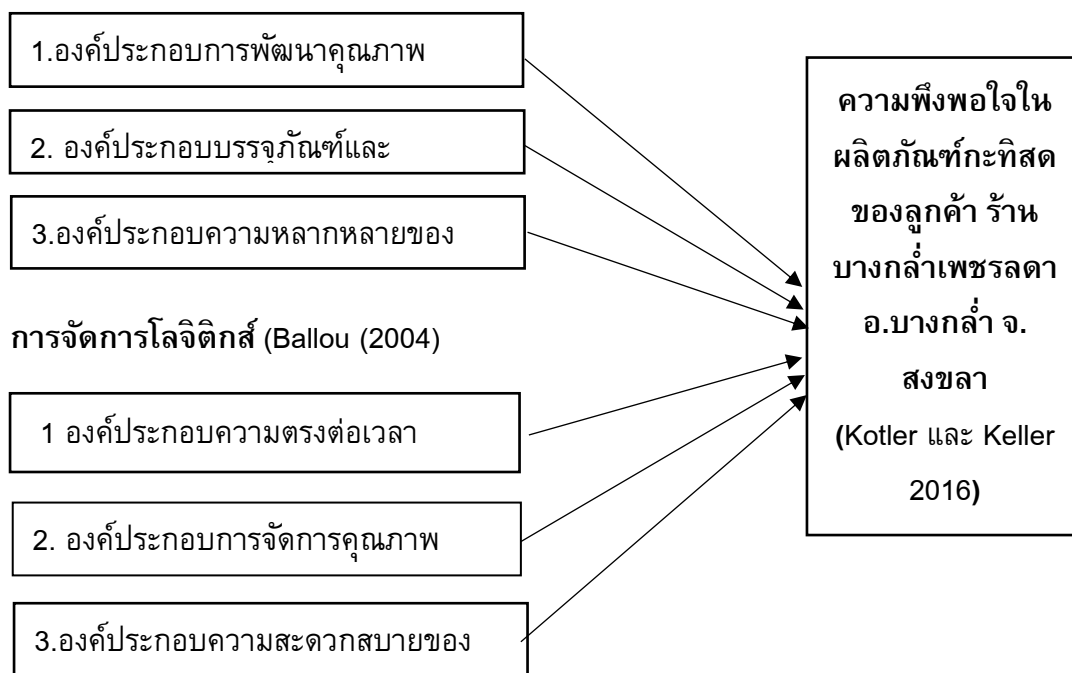 1.องค์ประกอบการพัฒนาคุณภาพ
2. องค์ประกอบบรรจุภัณฑ์และ
3.องค์ประกอบความหลากหลายของ
การจัดการโลจิติกส์ (Ballou (2004)
1 องค์ประกอบความตรงต่อเวลา
2. องค์ประกอบการจัดการคุณภาพ
3.องค์ประกอบความสะดวกสบายของ
ความพึงพอใจใน
ผลิตภัณฑ์กะทิสด
ของลูกค้า ร้าน
บางกล่ำเพชรลดา
อ.บางกล่ำ จ.
สงขลา
(Kotler และ Keller
2016)